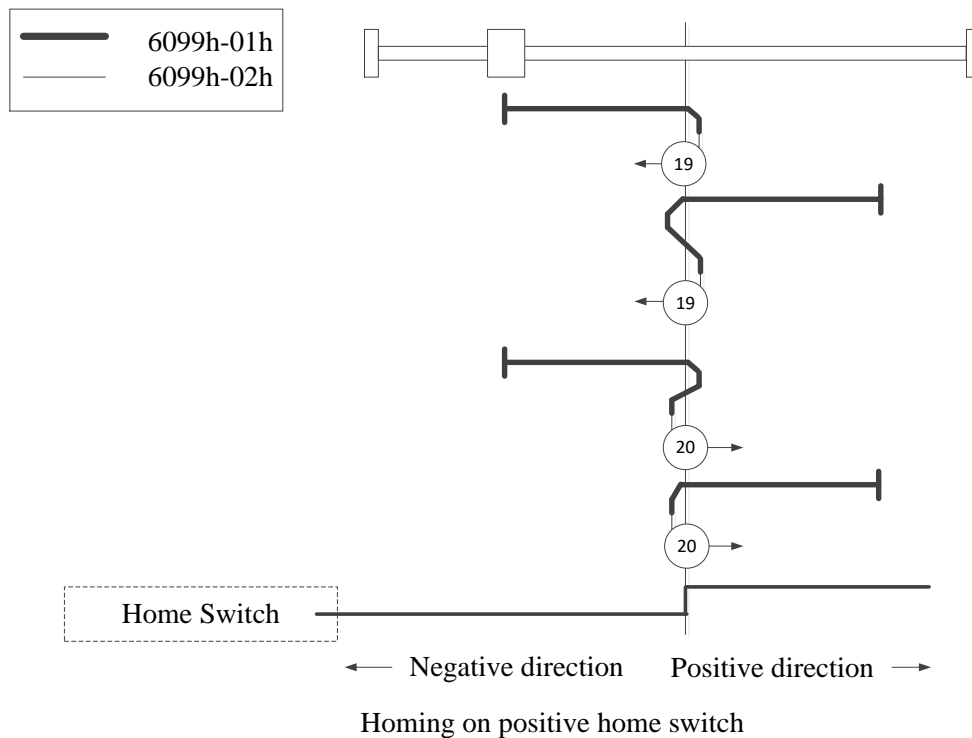 6099h-01h
6099h-02h
19
19
20
20
Home Switch
Negative direction
Positive direction
Homing on positive home switch